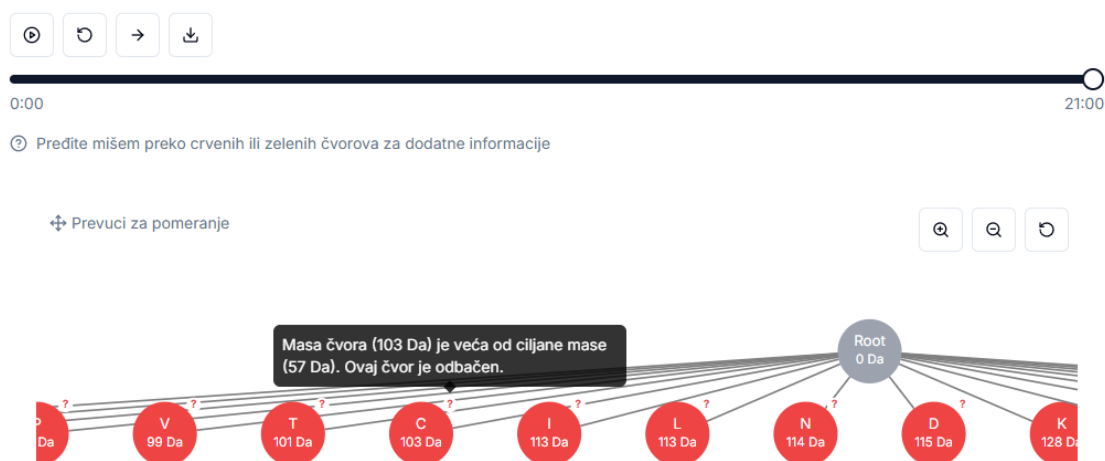 0:00
21:00
Pređite mišem preko crvenih ili zelenih čvorova za dodatne informacije
Prevuci za pomeranje
Masa čvora (103 Da) je veća od ciljane mase
(57 Da). Ovaj čvor je odbačen.
Root
0 Da
? ? ? ? ? ? ? ?
P V T C I L N D K
Da 99 Da 101 Da 103 Da 113 Da 113 Da 114 Da 115 Da 128 Da